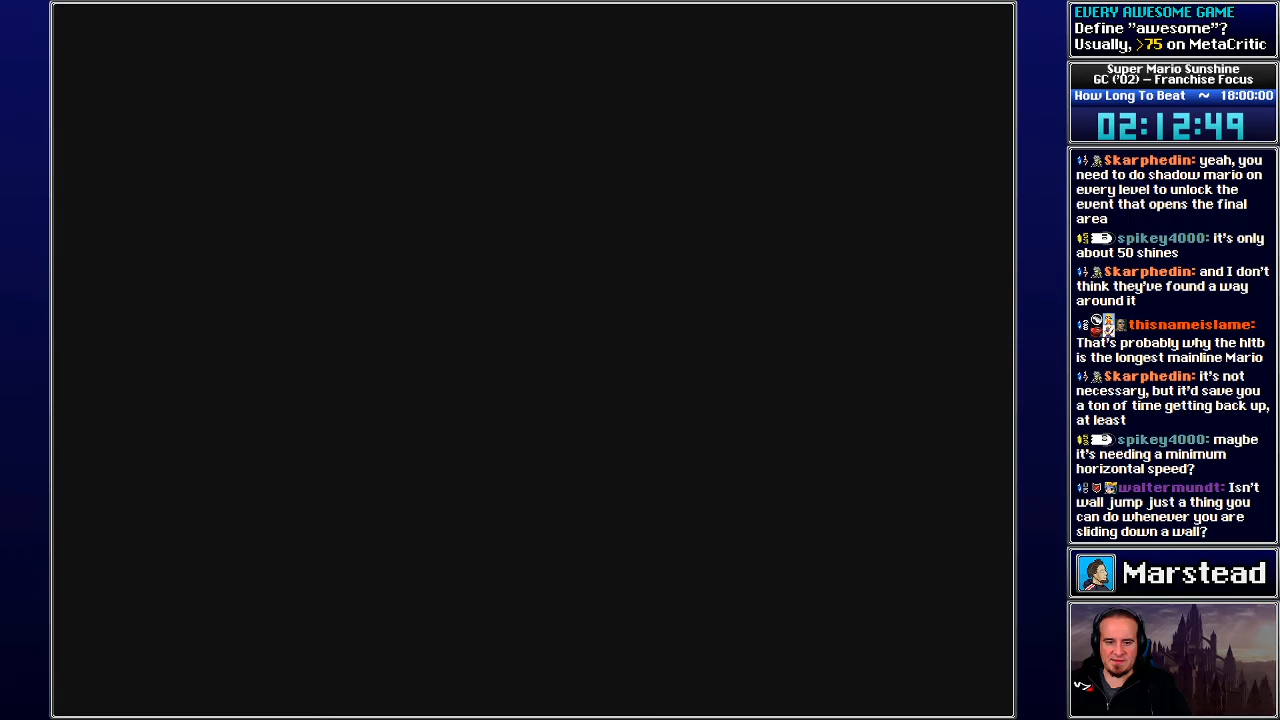 EVERY AWESOME GAME
Define "awesome"?
Usually, >75 on MetaCritic
Super Mario Sunshine
GC ('02) – Franchise Focus
How Long To Beat ~ 18:00:00
02:12:49
Skarphedin: yeah, you
need to do shadow mario on
every level to unlock the
event that opens the final
area
spikey4000: it's only
about 50 shines
Skarphedin: and I don't
think they've found a way
around it
thisnameislame:
That's probably why the hltb
is the longest mainline Mario
Skarphedin: it's not
necessary, but it'd save you
a ton of time getting back up,
at least
spikey4000: maybe
it's needing a minimum
horizontal speed?
waltermundt: Isn't
wall jump just a thing you
can do whenever you are
sliding down a wall?
Marstead